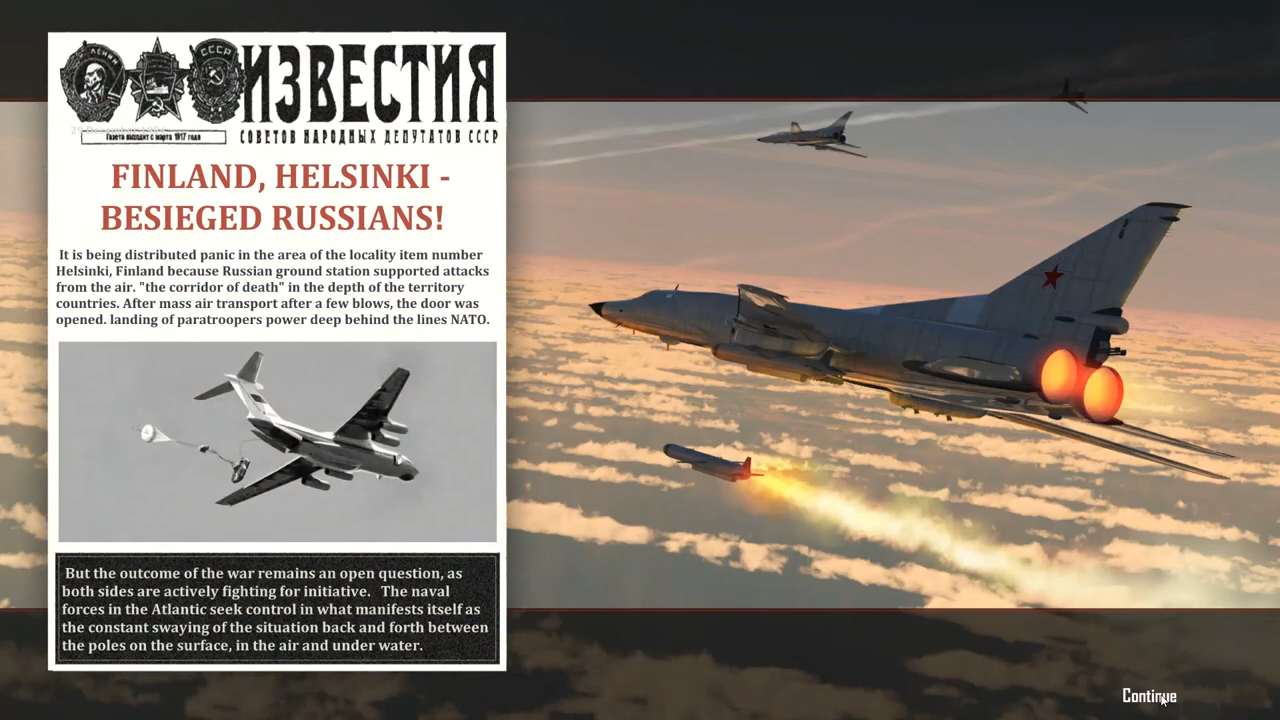 ИЗВЕСТИЯ
Газета выходит с марта 1917 года
СОВЕТОВ НАРОДНЫХ ДЕПУТАТОВ СССР
FINLAND, HELSINKI -
BESIEGED RUSSIANS!
It is being distributed panic in the area of the locality item number
Helsinki, Finland because Russian ground station supported attacks
from the air. "the corridor of death" in the depth of the territory
countries. After mass air transport after a few blows, the door was
opened. landing of paratroopers power deep behind the lines NATO.
But the outcome of the war remains an open question, as
both sides are actively fighting for initiative. The naval
forces in the Atlantic seek control in what manifests itself as
the constant swaying of the situation back and forth between
the poles on the surface, in the air and under water.
Continue